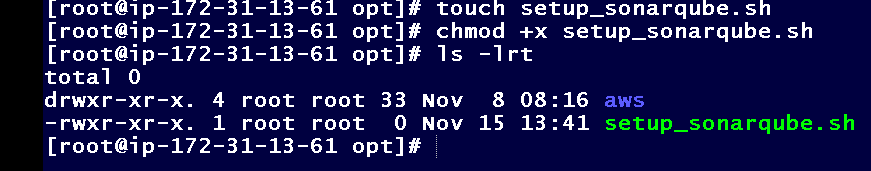 [root@ip-172-31-13-61 opt]# touch setup_sonarqube.sh
[root@ip-172-31-13-61 opt]# chmod +x setup_sonarqube.sh
[root@ip-172-31-13-61 opt]# ls -lrt
total 0
drwxr-xr-x. 4 root root 33 Nov  8 08:16 aws
-rwxr-xr-x. 1 root root  0 Nov 15 13:41 setup_sonarqube.sh
[root@ip-172-31-13-61 opt]#